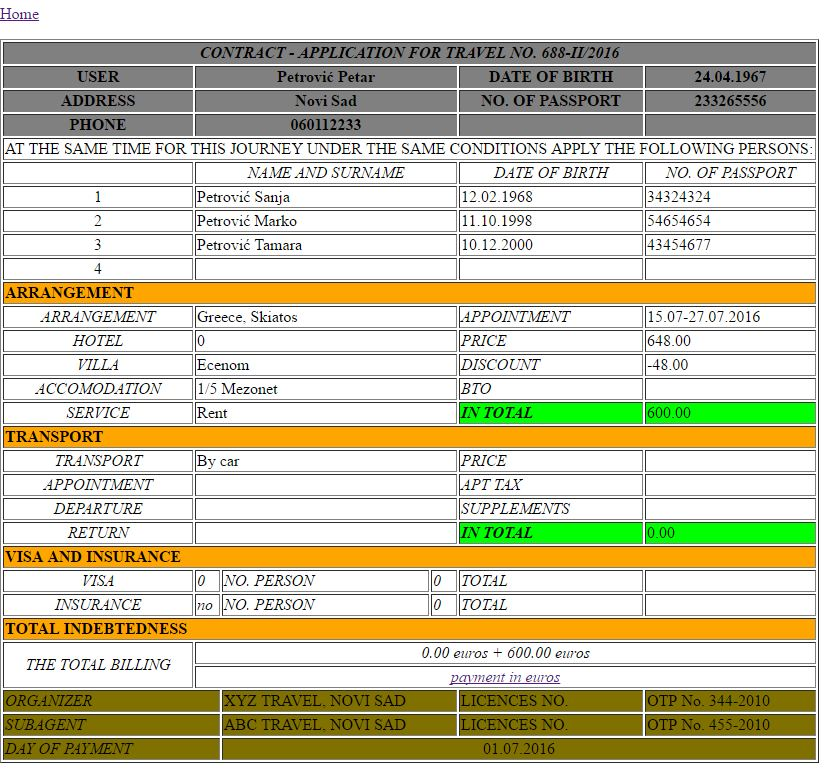 Home
CONTRACT - APPLICATION FOR TRAVEL NO. 688-II/2016
USER Petrović Petar DATE OF BIRTH 24.04.1967
ADDRESS Novi Sad NO. OF PASSPORT 233265556
PHONE 060112233
AT THE SAME TIME FOR THIS JOURNEY UNDER THE SAME CONDITIONS APPLY THE FOLLOWING PERSONS:
NAME AND SURNAME DATE OF BIRTH NO. OF PASSPORT
1 Petrović Sanja 12.02.1968 34324324
2 Petrović Marko 11.10.1998 54654654
3 Petrović Tamara 10.12.2000 43454677
4
ARRANGEMENT
ARRANGEMENT Greece, Skiatos APPOINTMENT 15.07-27.07.2016
HOTEL 0 PRICE 648.00
VILLA Ecenom DISCOUNT -48.00
ACCOMODATION 1/5 Mezonet BTO
SERVICE Rent IN TOTAL 600.00
TRANSPORT
TRANSPORT By car PRICE
APPOINTMENT APT TAX
DEPARTURE SUPPLEMENTS
RETURN IN TOTAL 0.00
VISA AND INSURANCE
VISA 0 NO. PERSON 0 TOTAL
INSURANCE no NO. PERSON 0 TOTAL
TOTAL INDEBTEDNESS
THE TOTAL BILLING 0.00 euros + 600.00 euros
payment in euros
ORGANIZER XYZ TRAVEL, NOVI SAD LICENCES NO. OTP No. 344-2010
SUBAGENT ABC TRAVEL, NOVI SAD LICENCES NO. OTP No. 455-2010
DAY OF PAYMENT 01.07.2016